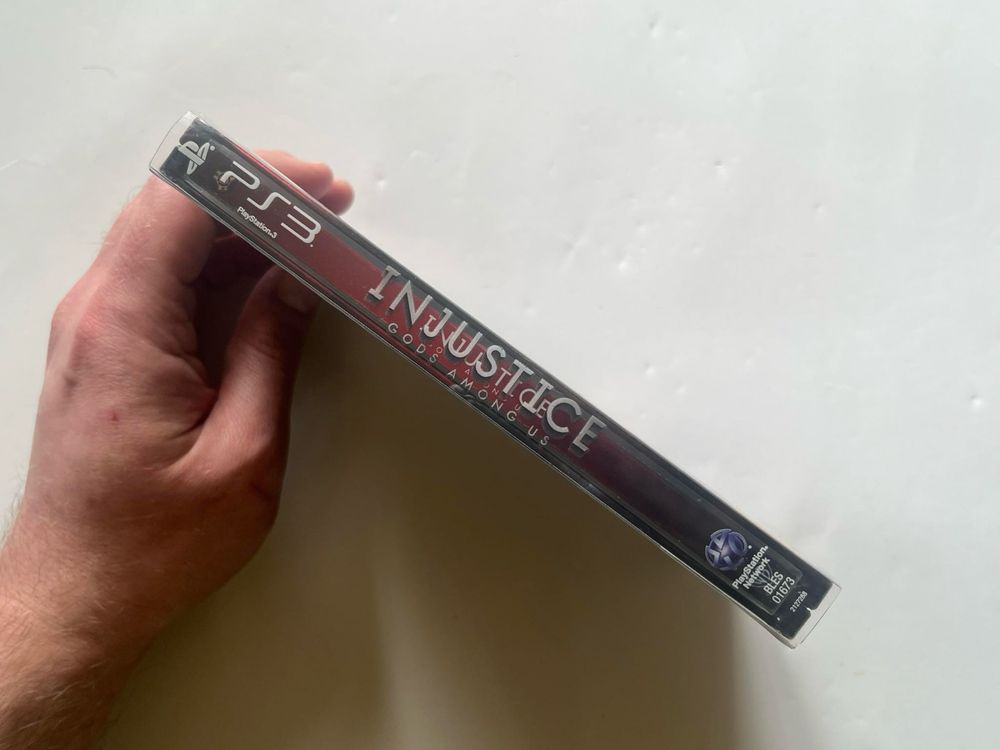 PS3
PlayStation®3
INJUSTICE
GODS AMONG US
PlayStation®
Network
BLES
01673